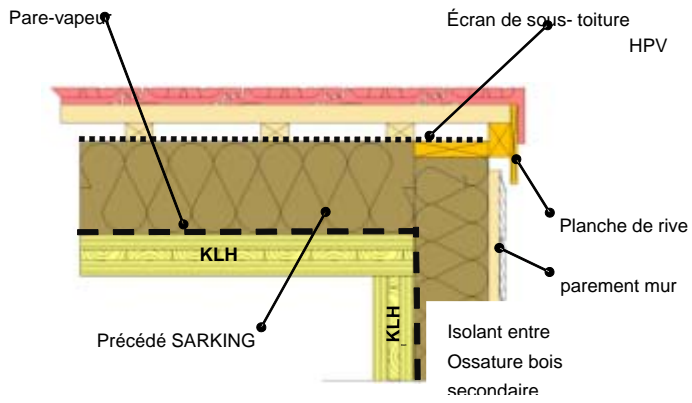 Pare-vapeur
Écran de sous- toiture
HPV
Planche de rive
KLH
parement mur
KLH
Précédé SARKING
Isolant entre
Ossature bois
secondaire